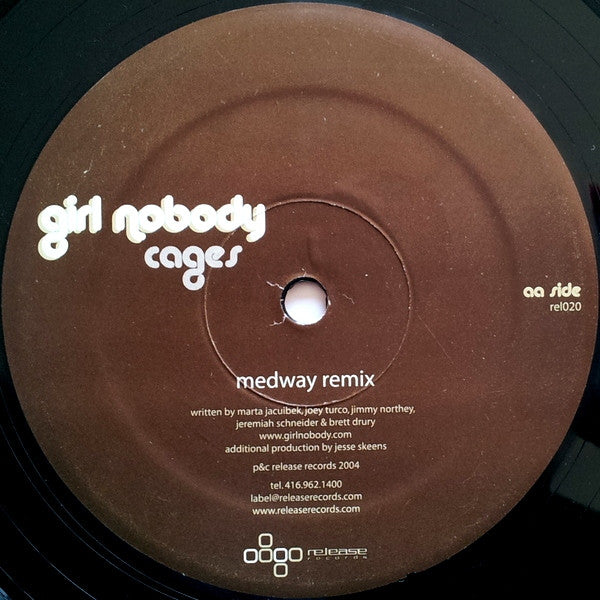 girl nobody
cages
aa side
rel020
medway remix
written by marta jacuibek, joey turco, jimmy northey,
jeremiah schneider & brett drury
www.girlnobody.com
additional production by jesse skeens
p&c release records 2004
tel. 416.962.1400
label@releaserecords.com
www.releaserecords.com
release
records